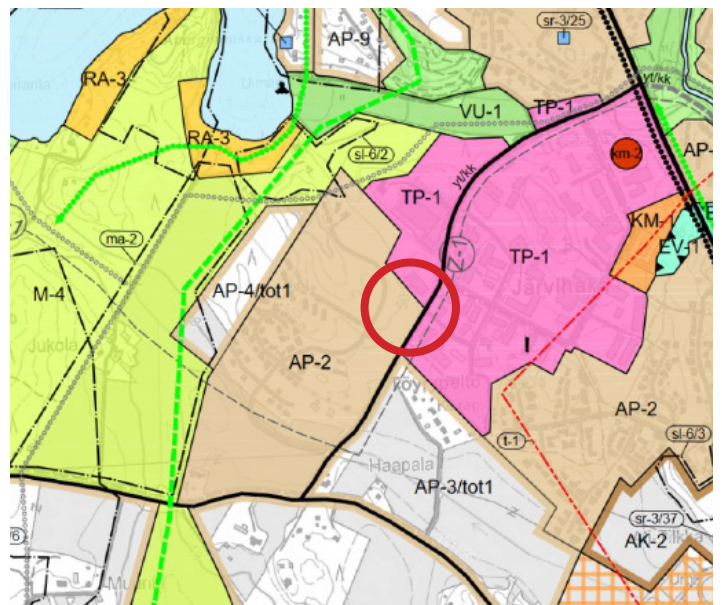 sr-3/25
AP-9
RA-3
yt/kk
VU-1
TP-1
RA-3
sl-6/2
km-2
AP-
TP-1
yt/kk
KM-1
ma-2
Z-1
EV-1
TP-1
Järvihaka
M-4
AP-4/tot1
Jukola
I
AP-2
AP-2
t-1
sl-6/3
Haapala
AP-3/tot1
sr-3/37
AK-2
/6